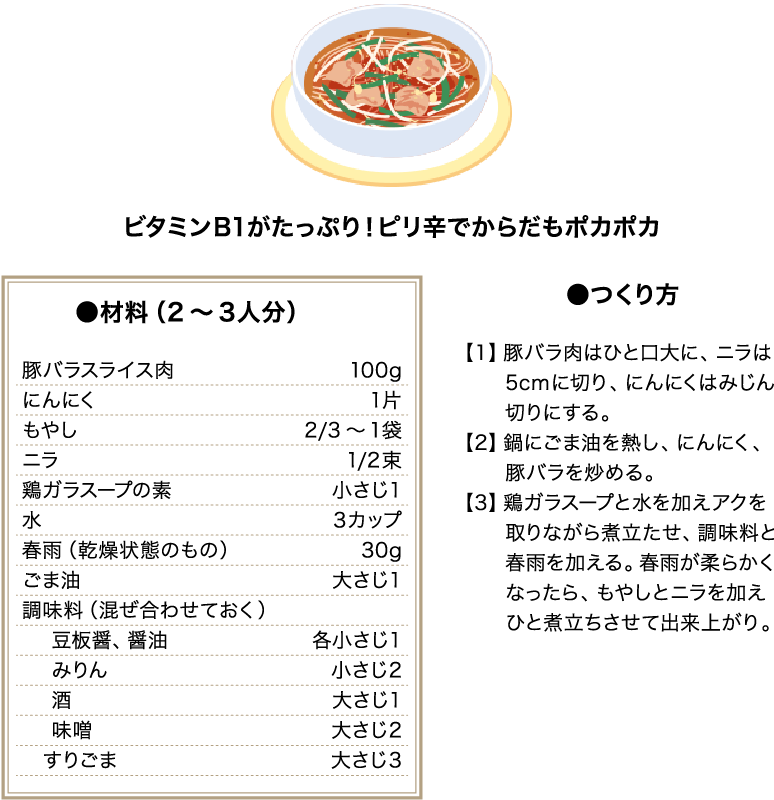 ビタミンB1がたっぷり!ピリ辛でからだもポカポカ
●材料(2〜3人分)
豚バラスライス肉 100g
にんにく 1片
もやし 2/3〜1袋
ニラ 1/2束
鶏ガラスープの素 小さじ1
水 3カップ
春雨(乾燥状態のもの) 30g
ごま油 大さじ1
調味料(混ぜ合わせておく)
豆板醤、醤油 各小さじ1
みりん 小さじ2
酒 大さじ1
味噌 大さじ2
すりごま 大さじ3
●つくり方
【1】豚バラ肉はひと口大に、ニラは
5cmに切り、にんにくはみじん
切りにする。
【2】鍋にごま油を熱し、にんにく、
豚バラを炒める。
【3】鶏ガラスープと水を加えアクを
取りながら煮立たせ、調味料と
春雨を加える。春雨が柔らかく
なったら、もやしとニラを加え
ひと煮立ちさせて出来上がり。